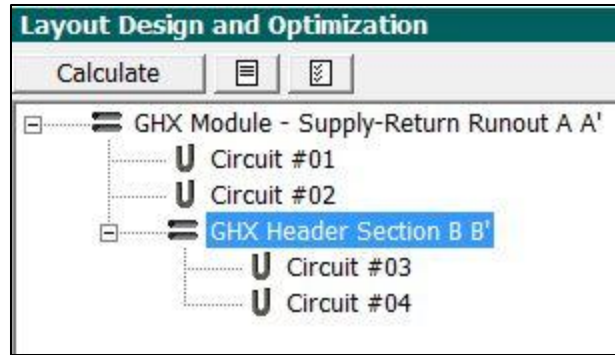 Layout Design and Optimization
Calculate
GHX Module - Supply-Return Runout A A'
Circuit #01
Circuit #02
GHX Header Section B B'
Circuit #03
Circuit #04